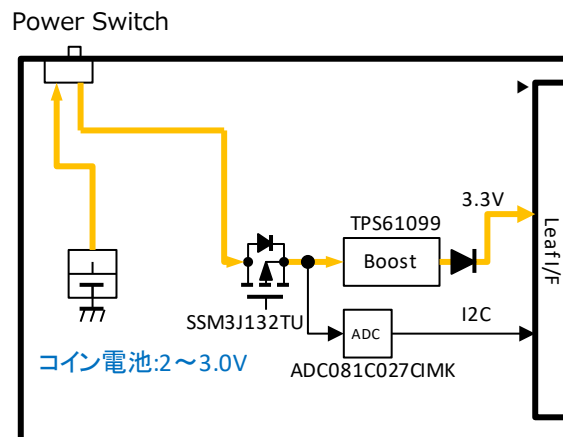 Power Switch
3.3V
TPS61099
Boost
Leaf I/F
I2C
SSM3J132TU
ADC
コイン電池:2～3.0V
ADC081C027CIMK